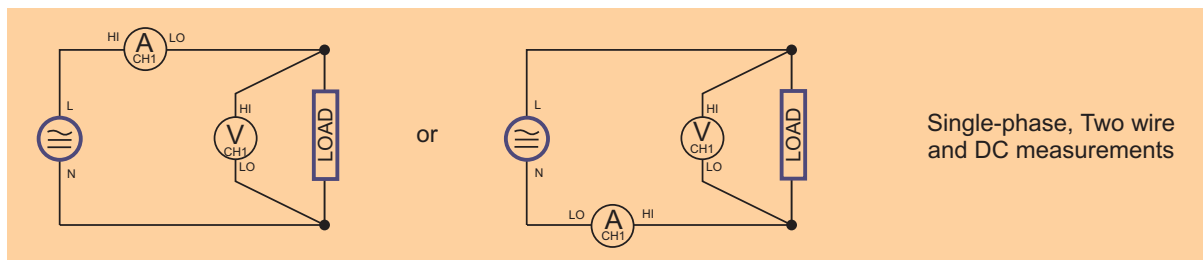 HI
A
CH1
LO
L
N
HI
V
CH1
LO
LOAD
or
L
N
HI
V
CH1
LO
LOAD
LO
A
CH1
HI
Single-phase, Two wire
and DC measurements